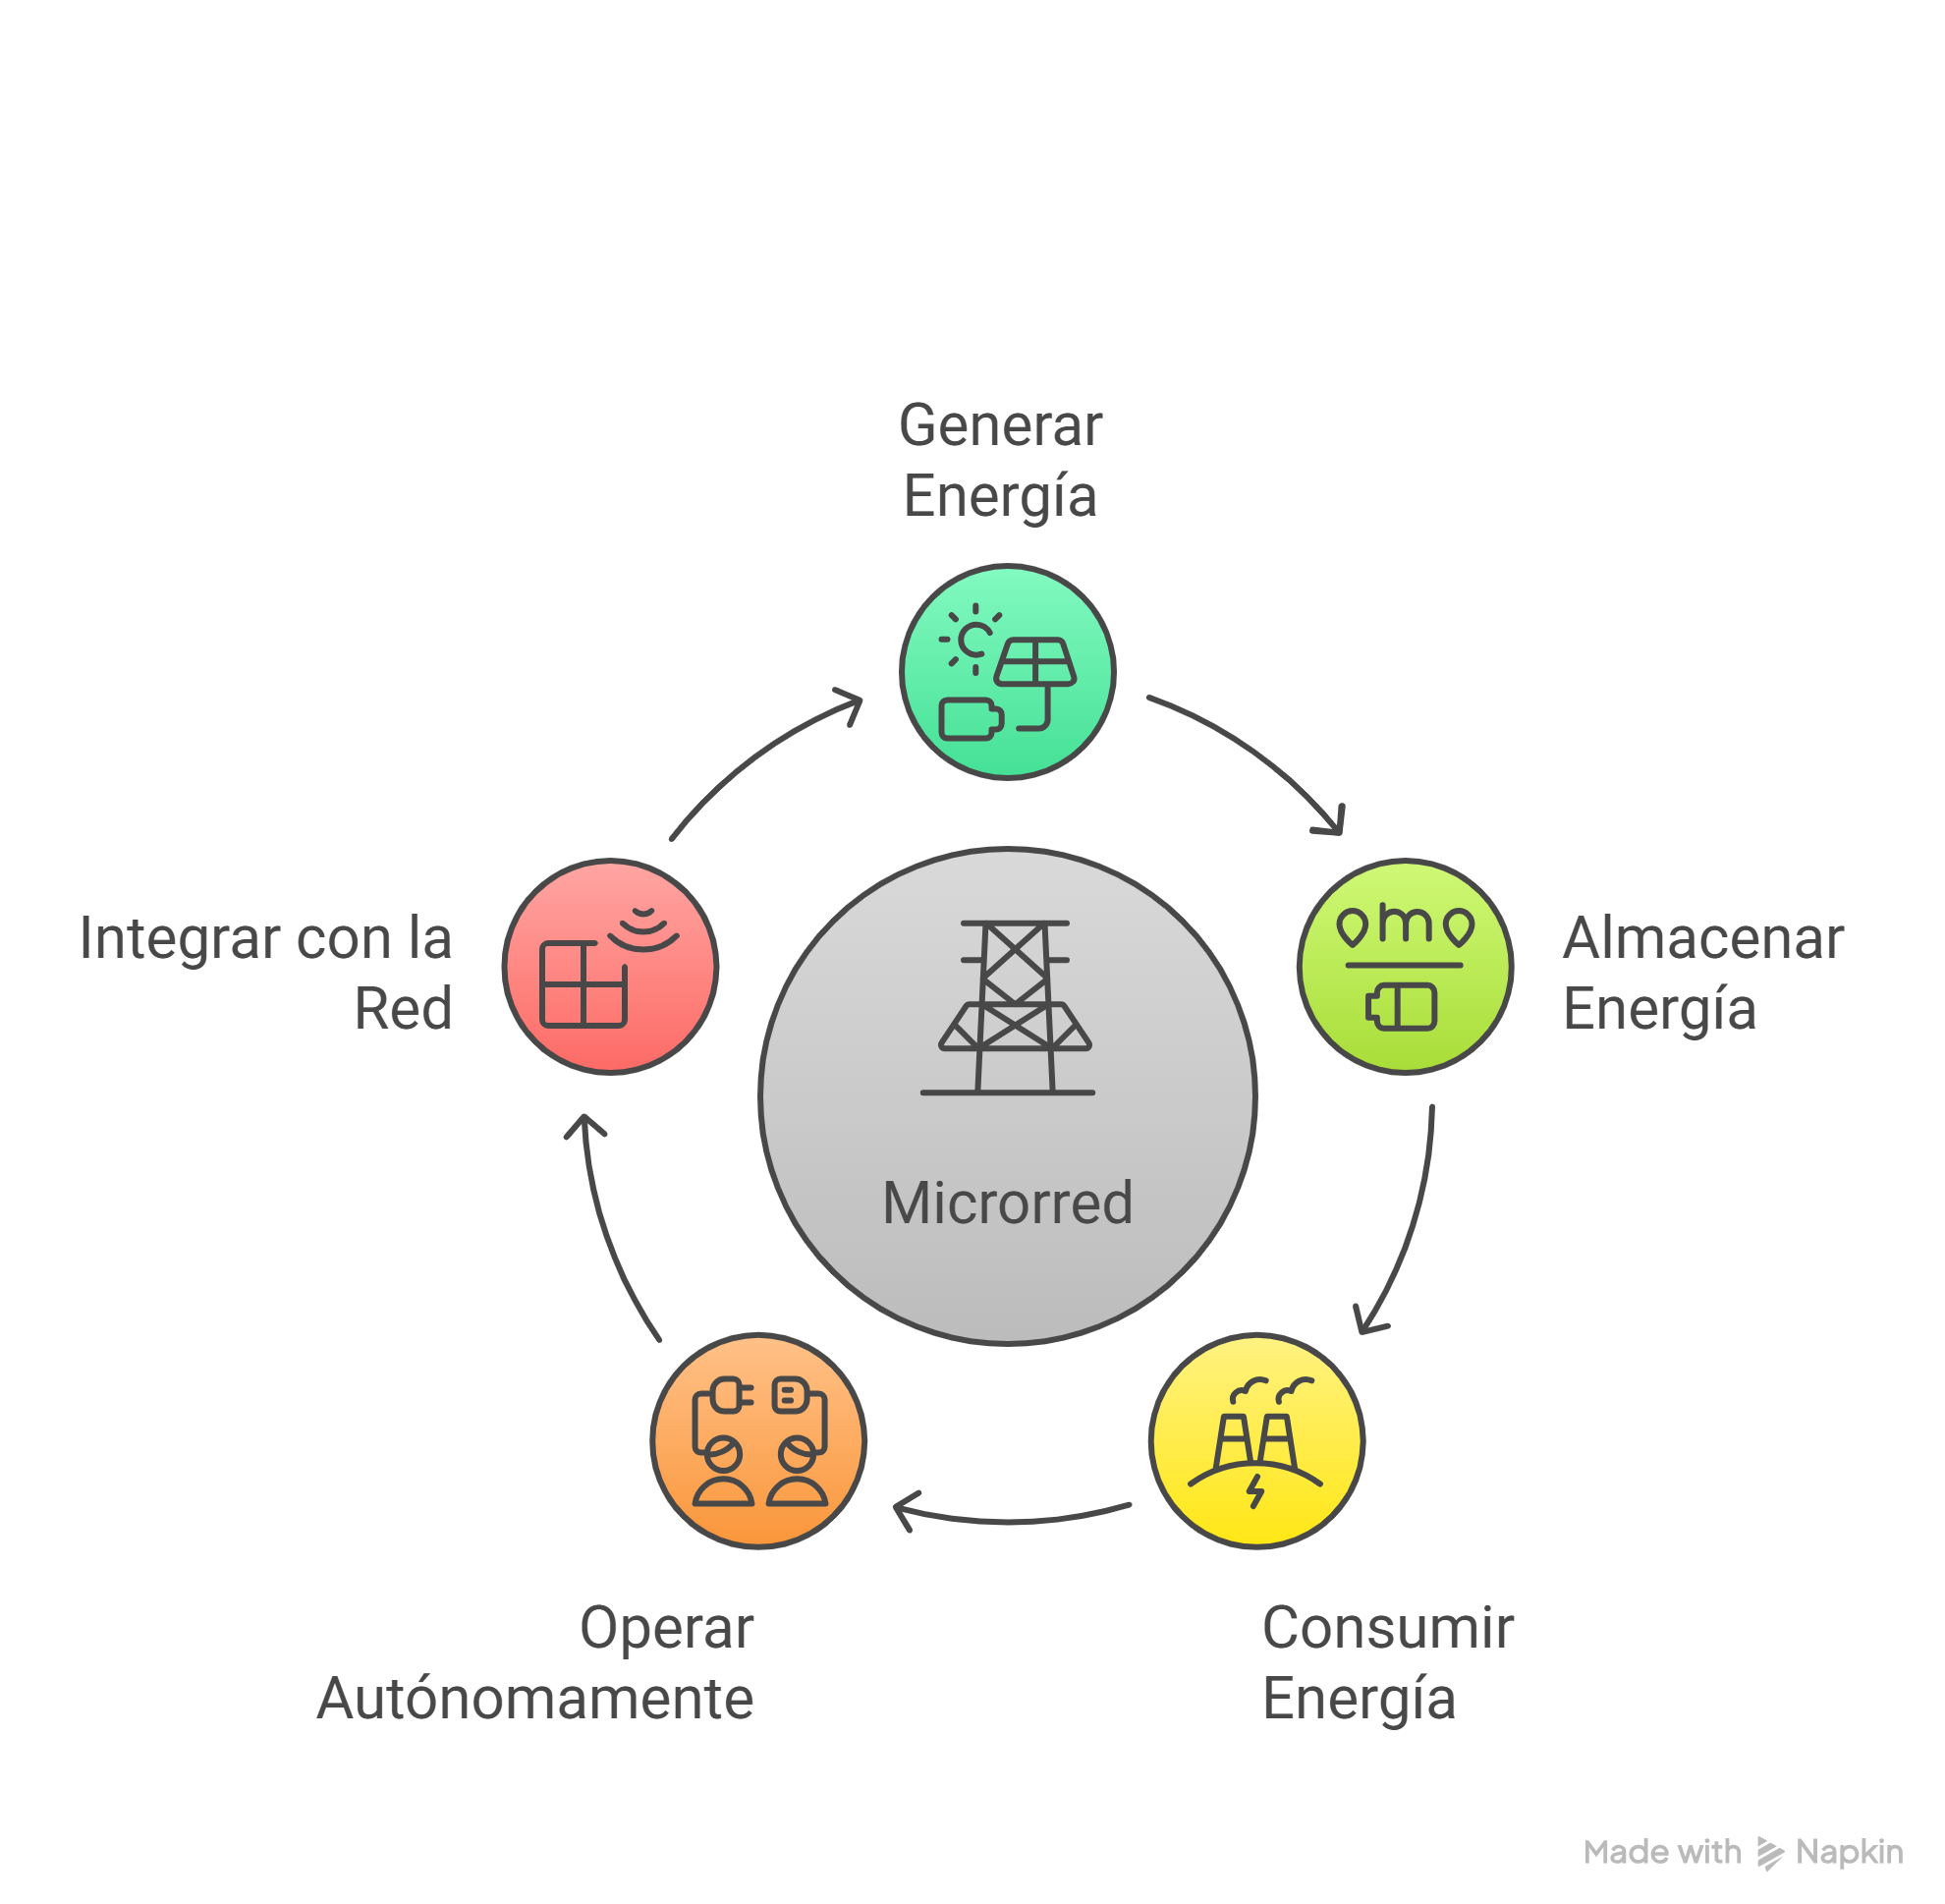 Generar
Energía
Integrar con la
Red
Almacenar
Energía
Microrred
Operar
Autónomamente
Consumir
Energía
Made with Napkin